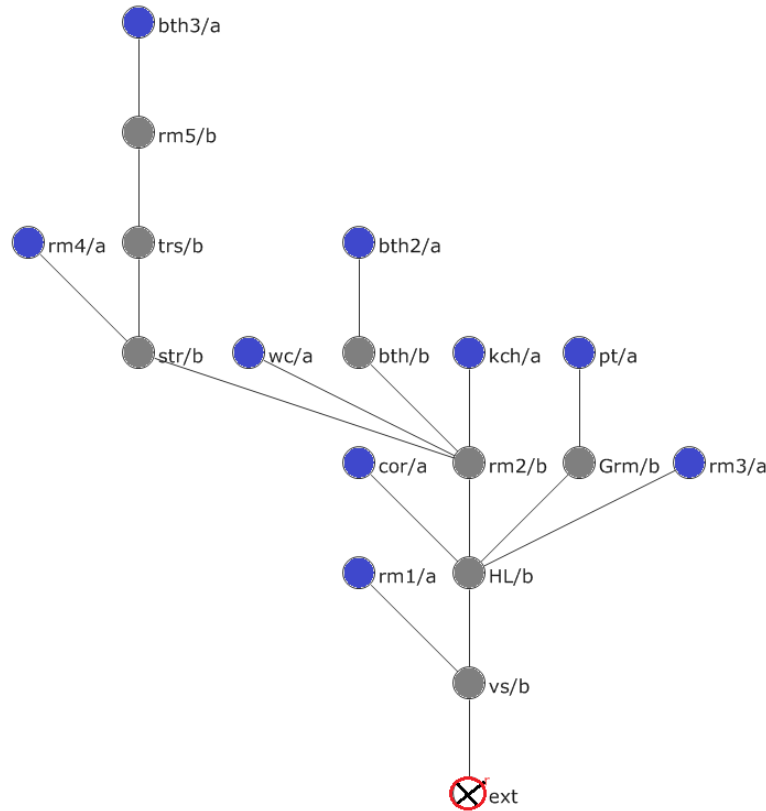 bth3/a
rm5/b
rm4/a trs/b bth2/a
str/b wc/a bth/b kch/a pt/a
cor/a rm2/b Grm/b rm3/a
rm1/a HL/b
vs/b
r
ext